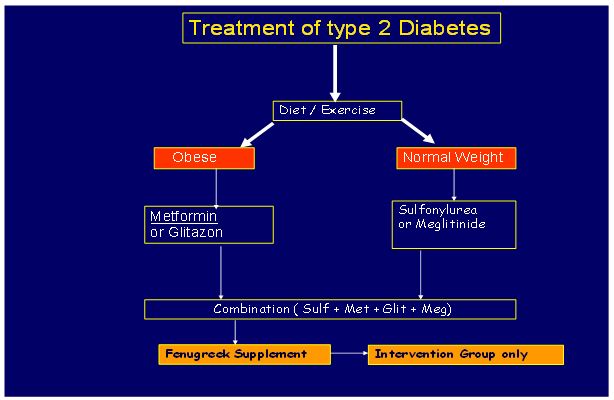 Treatment of type 2 Diabetes
Diet / Exercise
Obese
Normal Weight
Metformin
or Glitazon
Sulfonylurea
or Meglitinide
Combination ( Sulf + Met + Glit + Meg)
Fenugreek Supplement
Intervention Group only